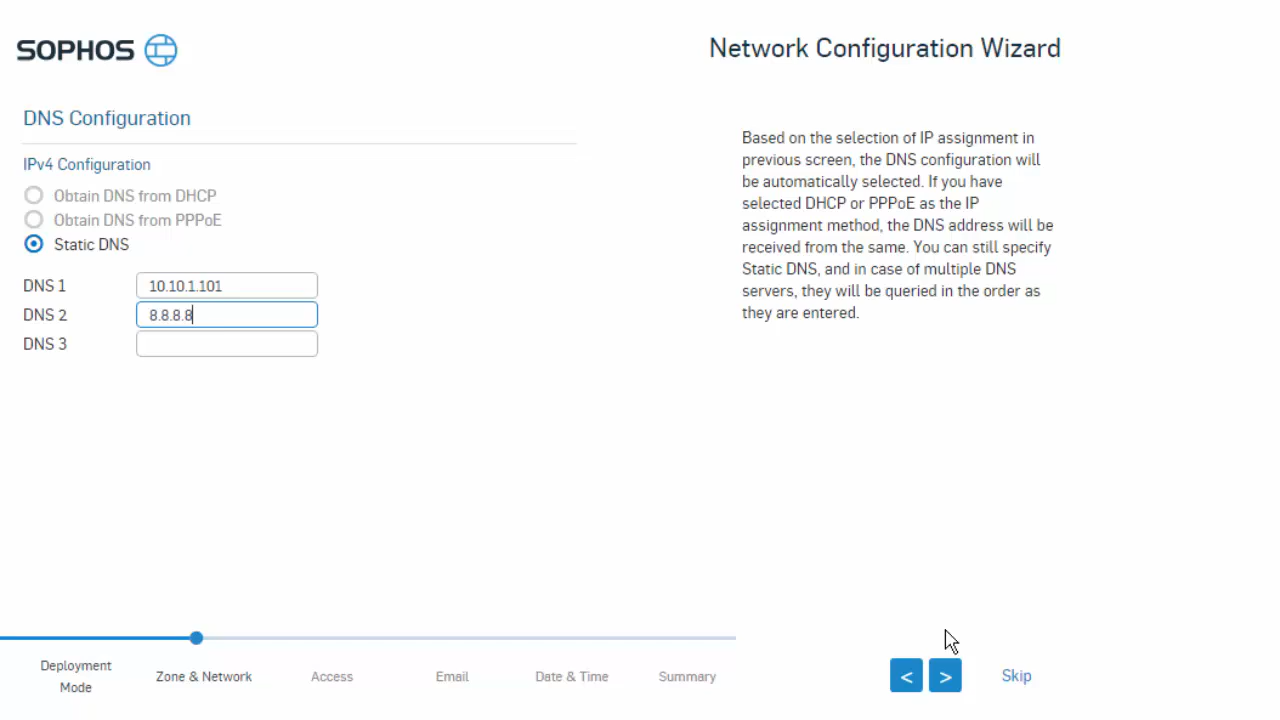 SOPHOS
Network Configuration Wizard
DNS Configuration
IPv4 Configuration
Obtain DNS from DHCP
Obtain DNS from PPPoE
Static DNS
DNS 1 10.10.1.101
DNS 2 8.8.8.8
DNS 3
Based on the selection of IP assignment in
previous screen, the DNS configuration will
be automatically selected. If you have
selected DHCP or PPPoE as the IP
assignment method, the DNS address will be
received from the same. You can still specify
Static DNS, and in case of multiple DNS
servers, they will be queried in the order as
they are entered.
Deployment
Mode
Zone & Network
Access
Email
Date & Time
Summary
< >
Skip